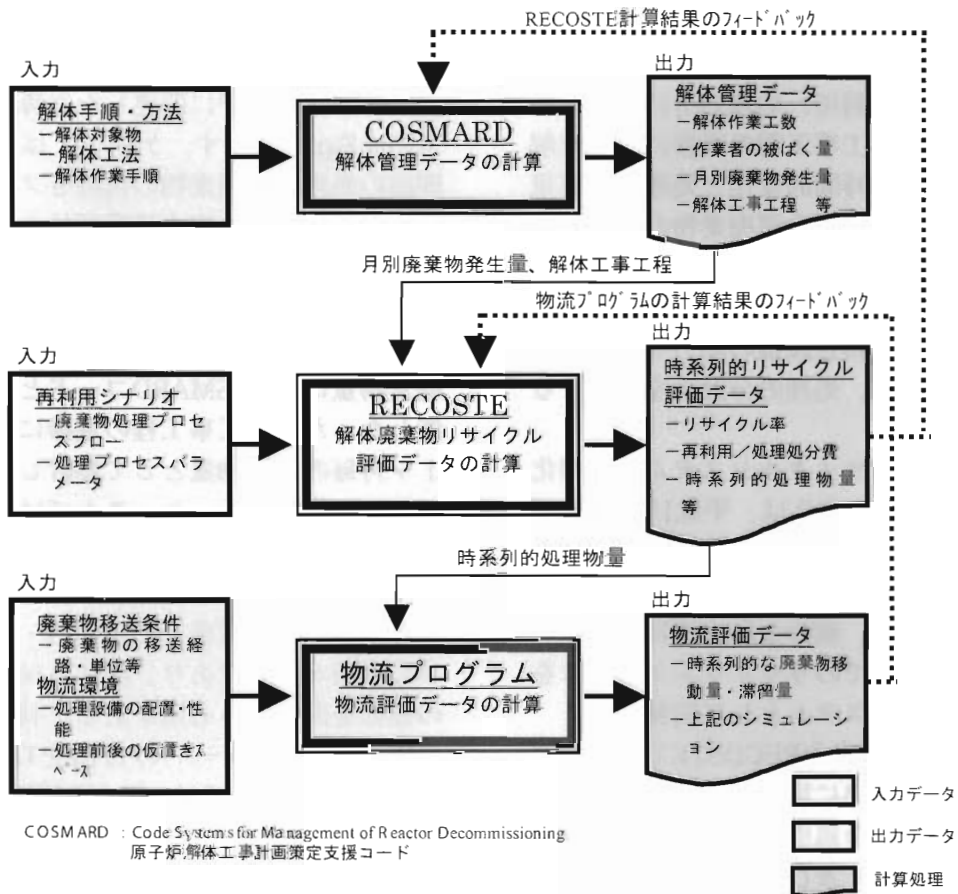 RECOSTE計算結果のﾌｨｰﾄﾞﾊﾞｯｸ
入力
解体手順・方法
－解体対象物
－解体工法
－解体作業手順
COSMARD
解体管理データの計算
出力
解体管理データ
－解体作業工数
－作業者の被ばく量
－月別廃棄物発生量
－解体工事工程　等
月別廃棄物発生量、解体工事工程
物流ﾌﾟﾛｸﾞﾗﾑの計算結果のﾌｨｰﾄﾞﾊﾞｯｸ
入力
再利用シナリオ
－廃棄物処理プロセ
スフロー
－処理プロセスパラ
メータ
RECOSTE
解体廃棄物リサイクル
評価データの計算
出力
時系列的リサイクル
評価データ
－リサイクル率
－再利用／処理処分費
－時系列的処理物量
等
時系列的処理物量
入力
廃棄物移送条件
－廃棄物の移送経
路・単位等
物流環境
－処理設備の配置・性
能
－処理前後の仮置きｽ
ﾍﾟｰｽ
物流プログラム
物流評価データの計算
出力
物流評価データ
－時系列的な廃棄物移
動量・滞留量
－上記のシミュレーシ
ョン
入力データ
出力データ
計算処理
COSMARD : Code Systems for Management of Reactor Decommissioning
原子炉解体工事計画策定支援コード